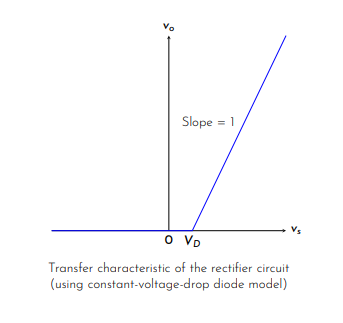 vo
Slope = 1
vs
0 VD
Transfer characteristic of the rectifier circuit
(using constant-voltage-drop diode model)